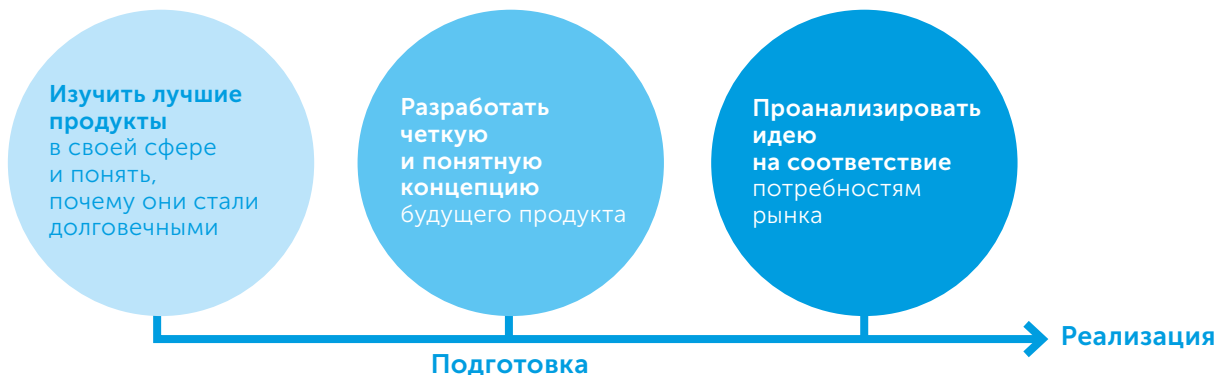 Изучить лучшие
продукты
в своей сфере
и понять,
почему они стали
долговечными
Разработать
четкую
и понятную
концепцию
будущего продукта
Проанализировать
идею
на соответствие
потребностям
рынка
Подготовка
Реализация